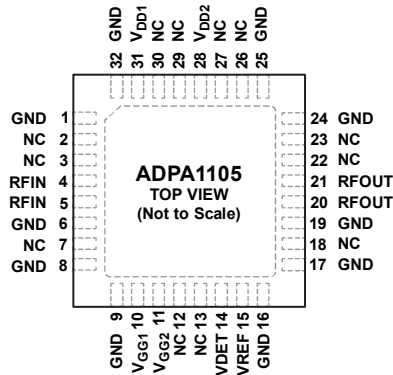 32 GND
31 VDD1
30 NC
29 NC
28 VDD2
27 NC
26 NC
25 GND
GND 1
NC 2
NC 3
RFIN 4
RFIN 5
GND 6
NC 7
GND 8
ADPA1105
TOP VIEW
(Not to Scale)
24 GND
23 NC
22 NC
21 RFOUT
20 RFOUT
19 GND
18 NC
17 GND
GND 9
VGG1 10
VGG2 11
NC 12
NC 13
VDET 14
VREF 15
GND 16